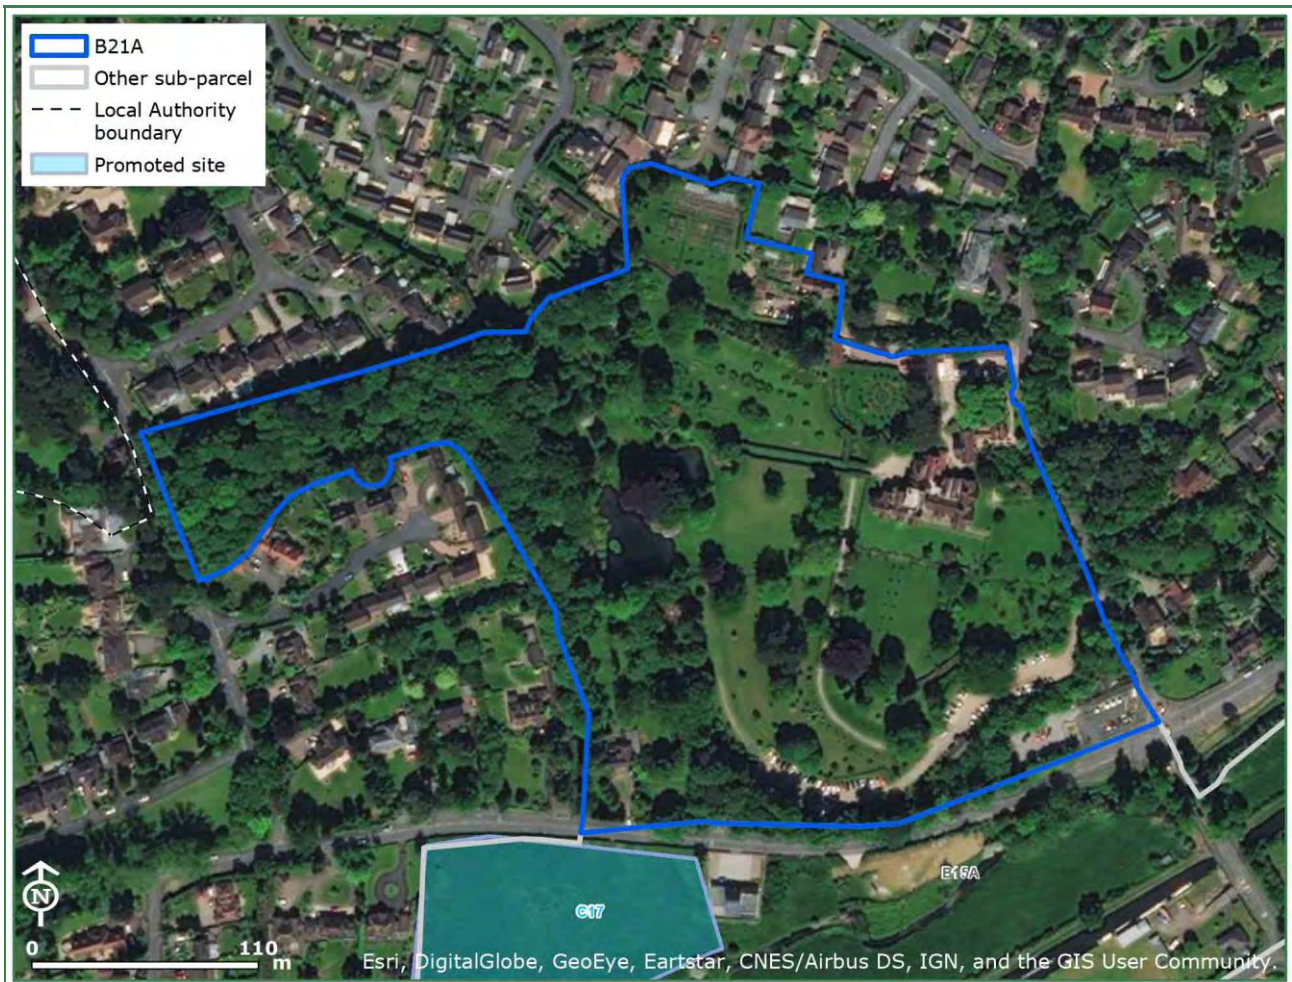 B21A
Other sub-parcel
Local Authority
boundary
Promoted site
B15A
C17
N
0 110 m
Esri, DigitalGlobe, GeoEye, Eartstar, CNES/Airbus DS, IGN, and the GIS User Community.